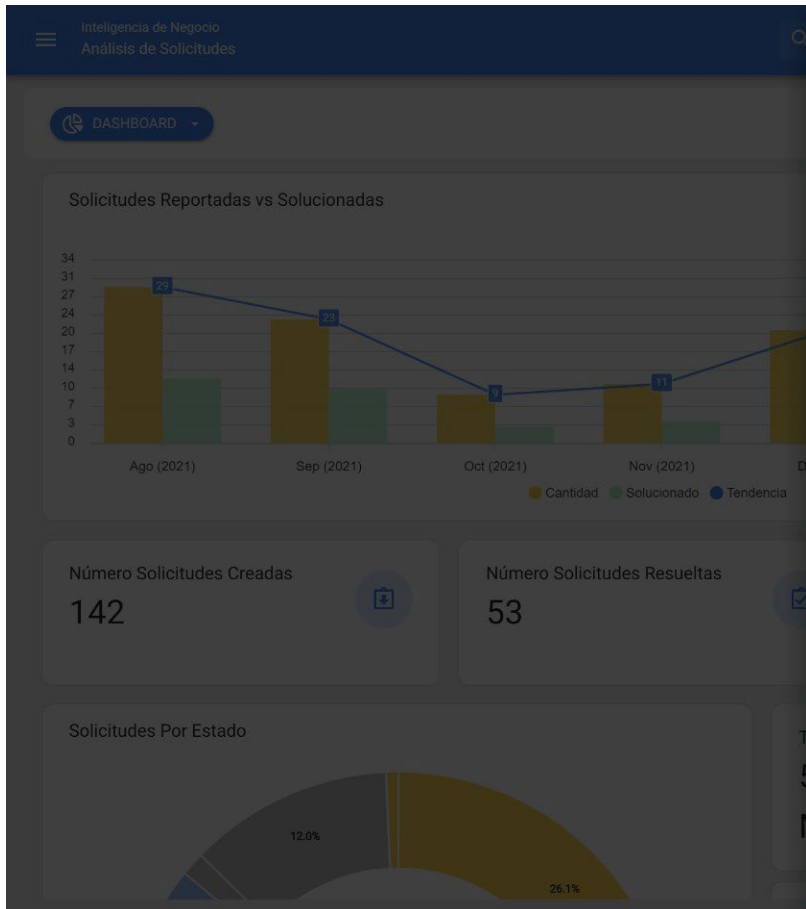 Inteligencia de Negocio
Análisis de Solicitudes
DASHBOARD
Solicitudes Reportadas vs Solucionadas
34
31
27
24
20
17
14
10
7
3
0
29
23
9
11
Ago (2021)
Sep (2021)
Oct (2021)
Nov (2021)
D
Cantidad
Solucionado
Tendencia
Número Solicitudes Creadas
142
Número Solicitudes Resueltas
53
Solicitudes Por Estado
12.0%
26.1%
T